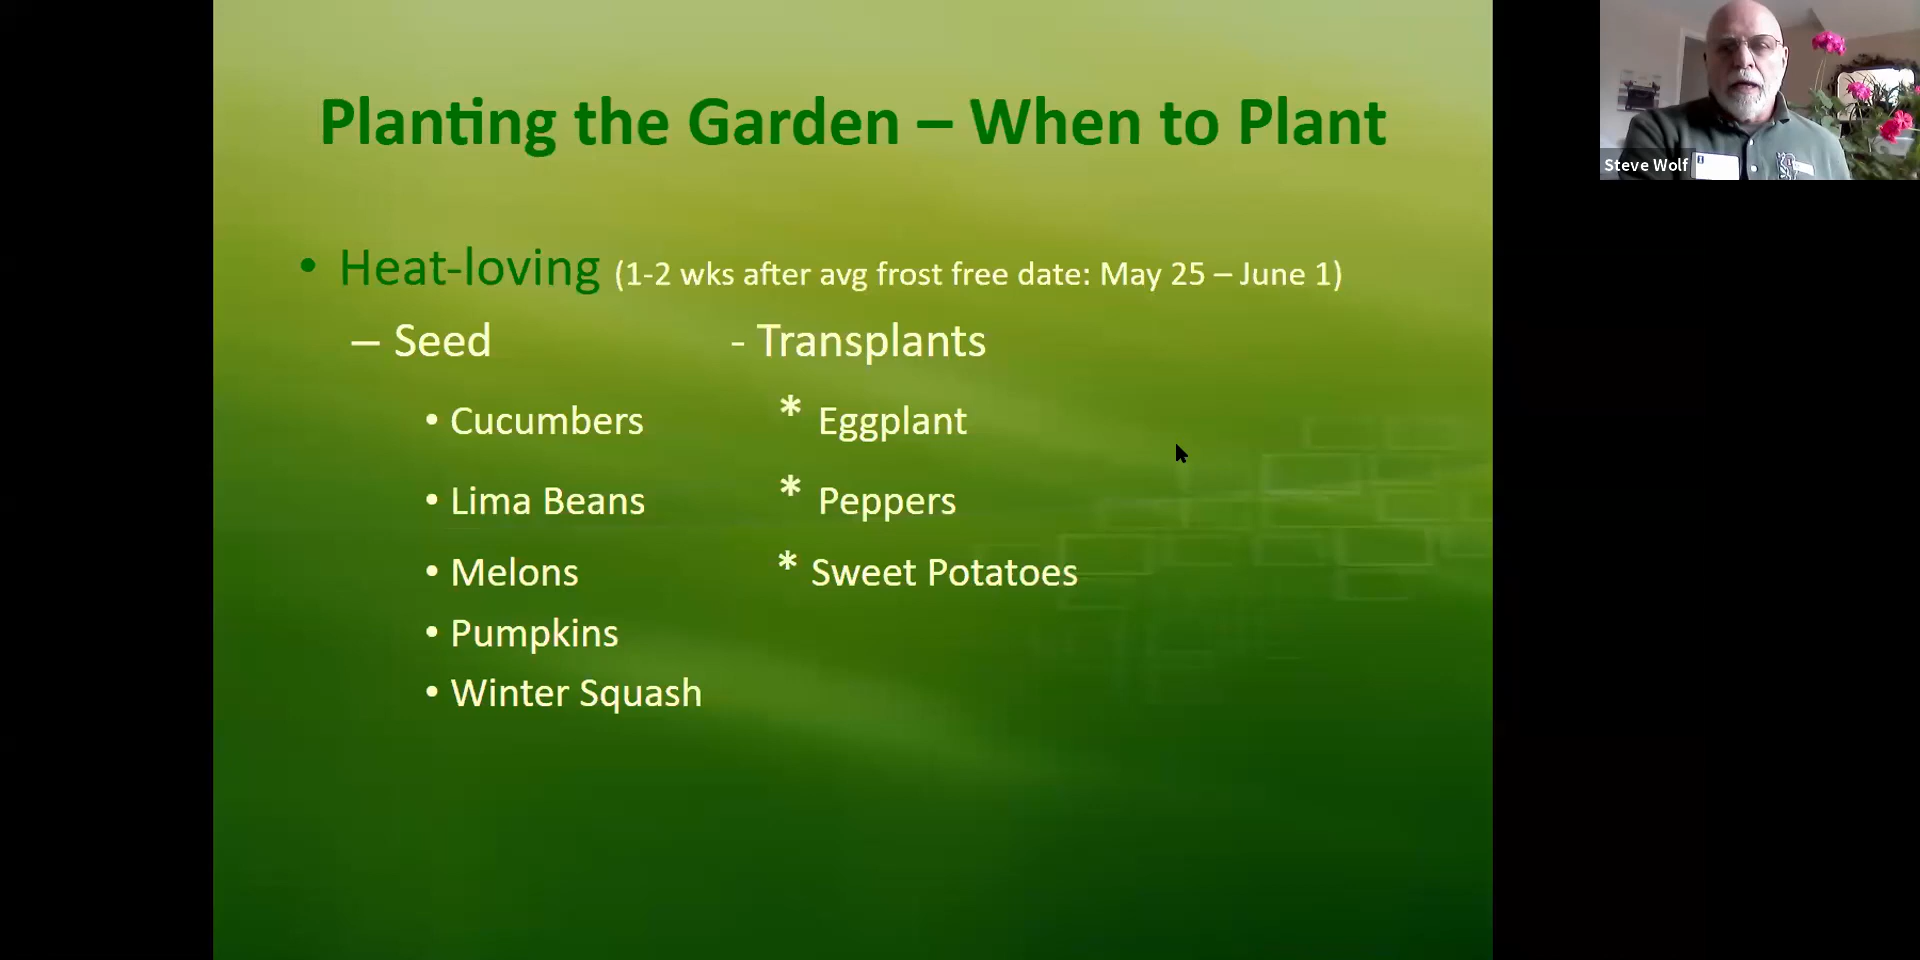 Planting the Garden – When to Plant
• Heat-loving (1-2 wks after avg frost free date: May 25 – June 1)
– Seed - Transplants
• Cucumbers * Eggplant
• Lima Beans * Peppers
• Melons * Sweet Potatoes
• Pumpkins
• Winter Squash
Steve Wolf